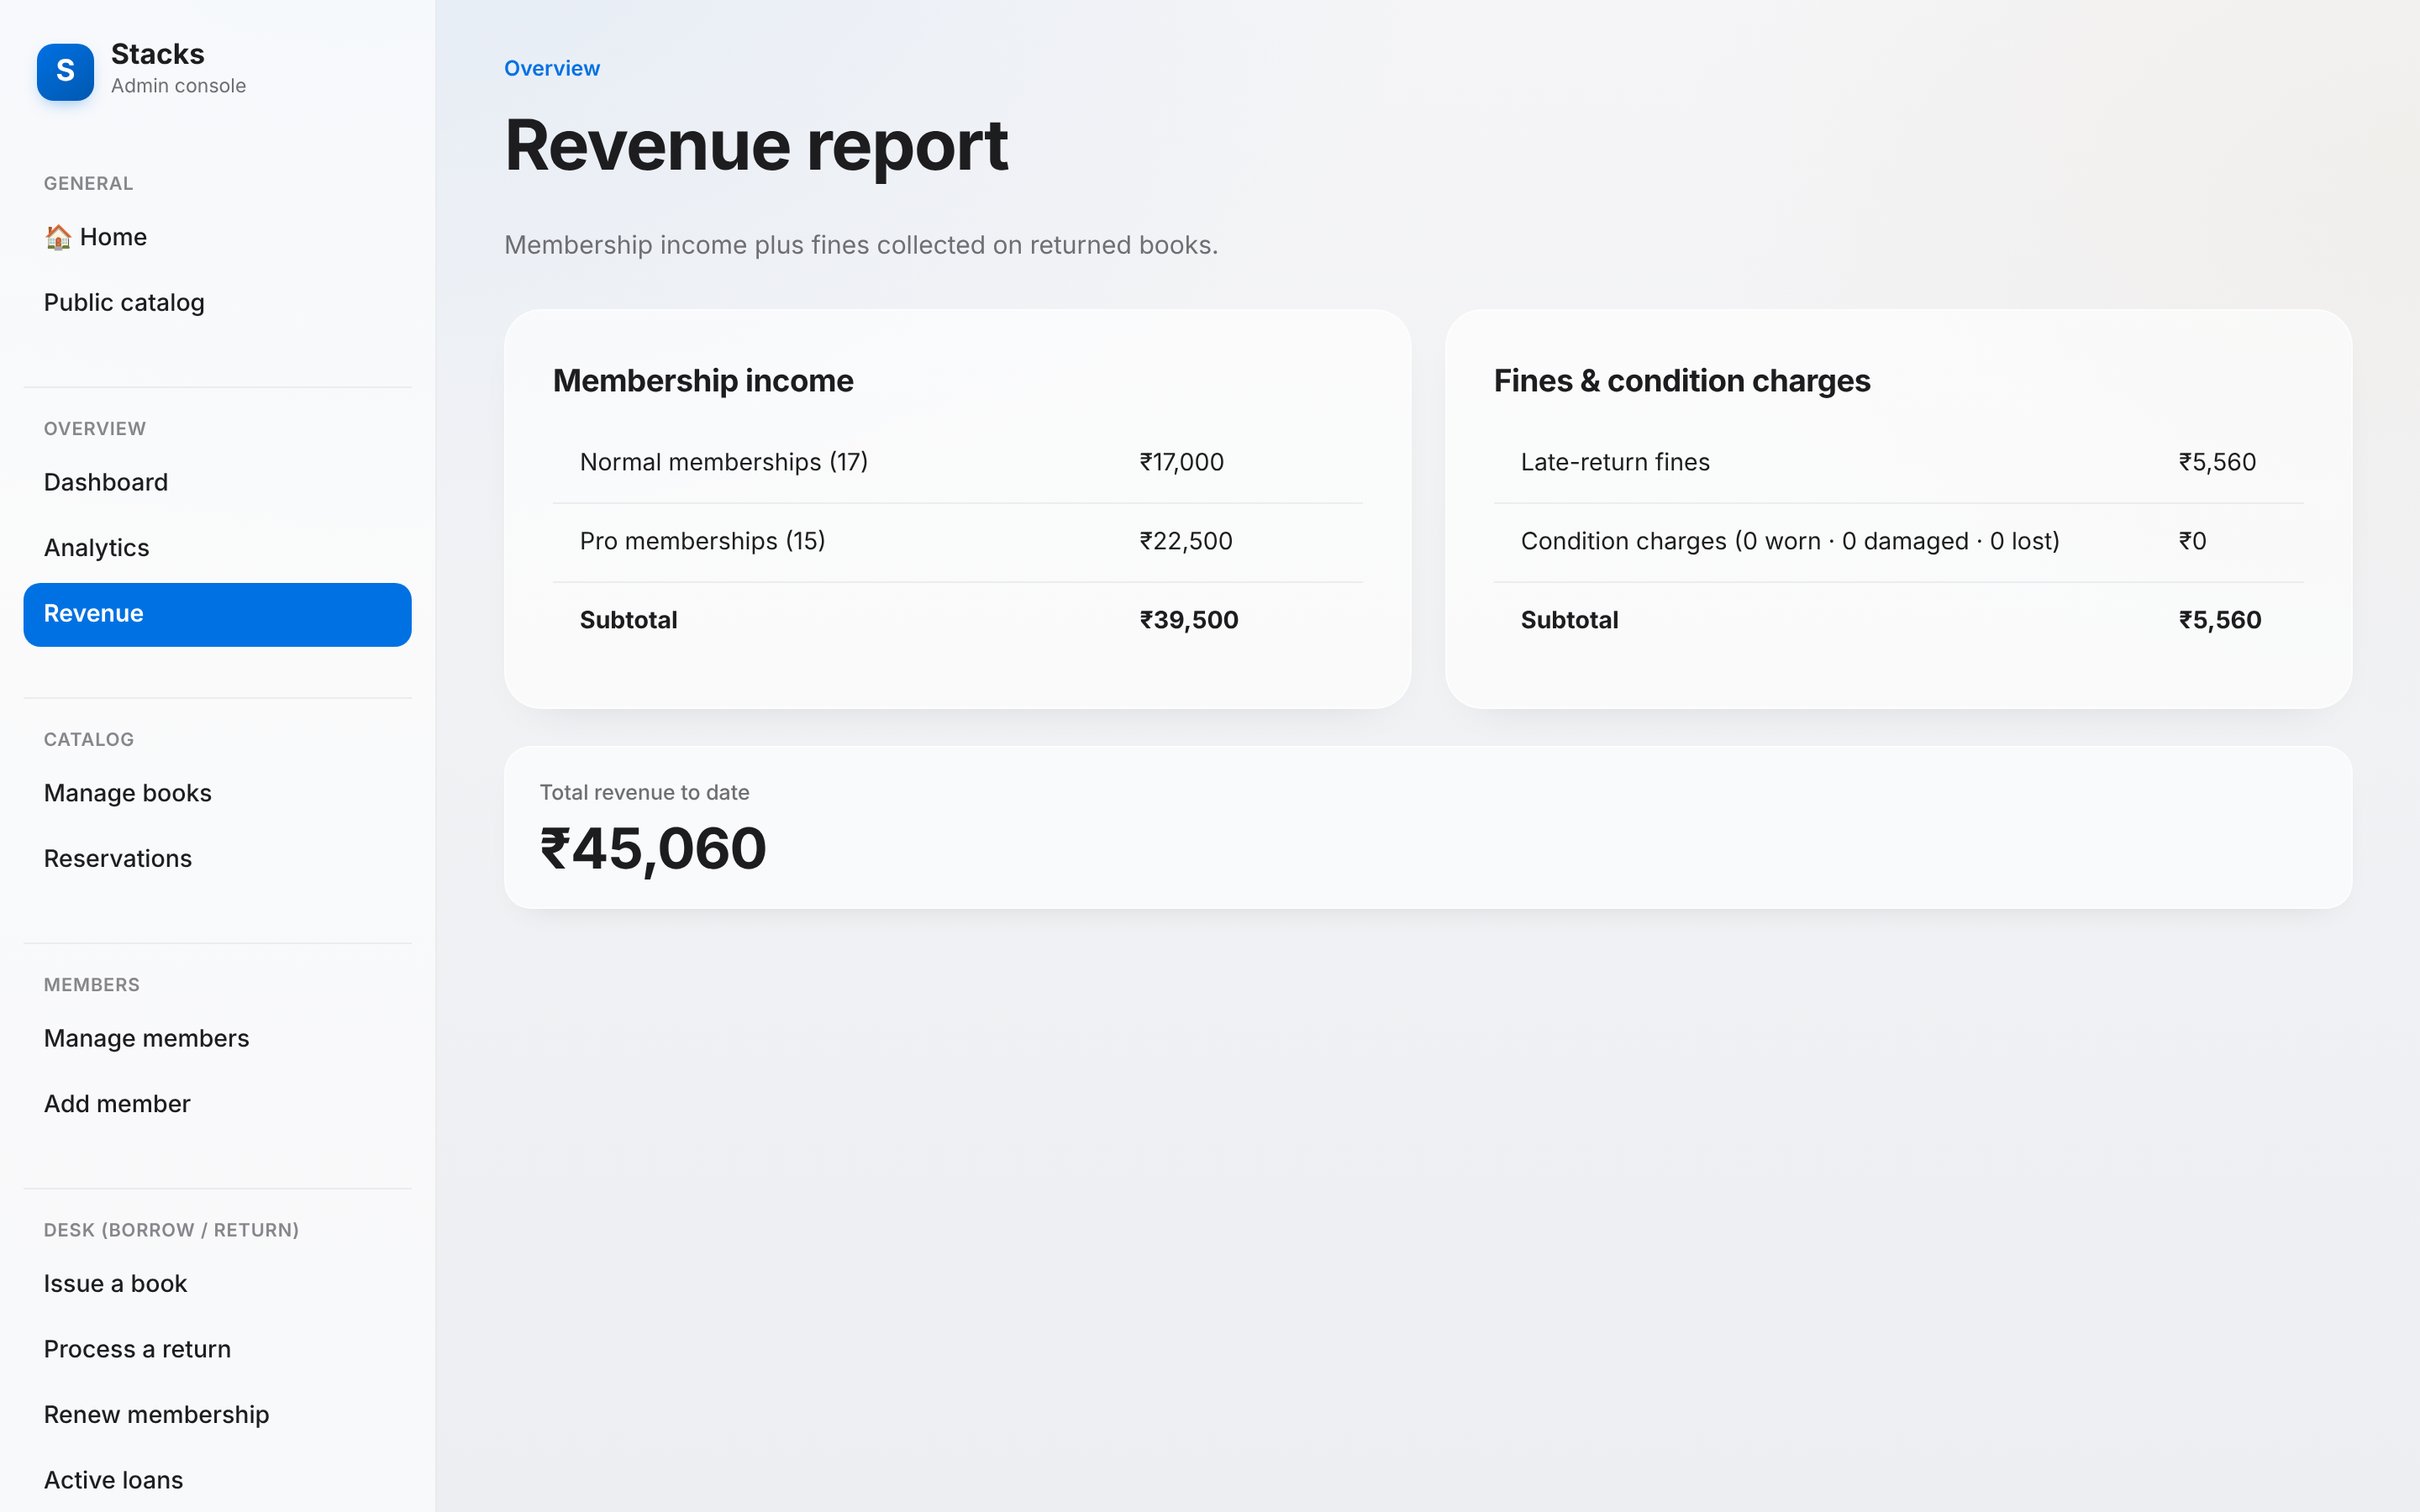 S
Stacks
Admin console
GENERAL
🏠 Home
Public catalog
OVERVIEW
Dashboard
Analytics
Revenue
CATALOG
Manage books
Reservations
MEMBERS
Manage members
Add member
DESK (BORROW / RETURN)
Issue a book
Process a return
Renew membership
Active loans
Overview
Revenue report
Membership income plus fines collected on returned books.
Membership income
Normal memberships (17) ₹17,000
Pro memberships (15) ₹22,500
Subtotal ₹39,500
Fines & condition charges
Late-return fines ₹5,560
Condition charges (0 worn · 0 damaged · 0 lost) ₹0
Subtotal ₹5,560
Total revenue to date
₹45,060